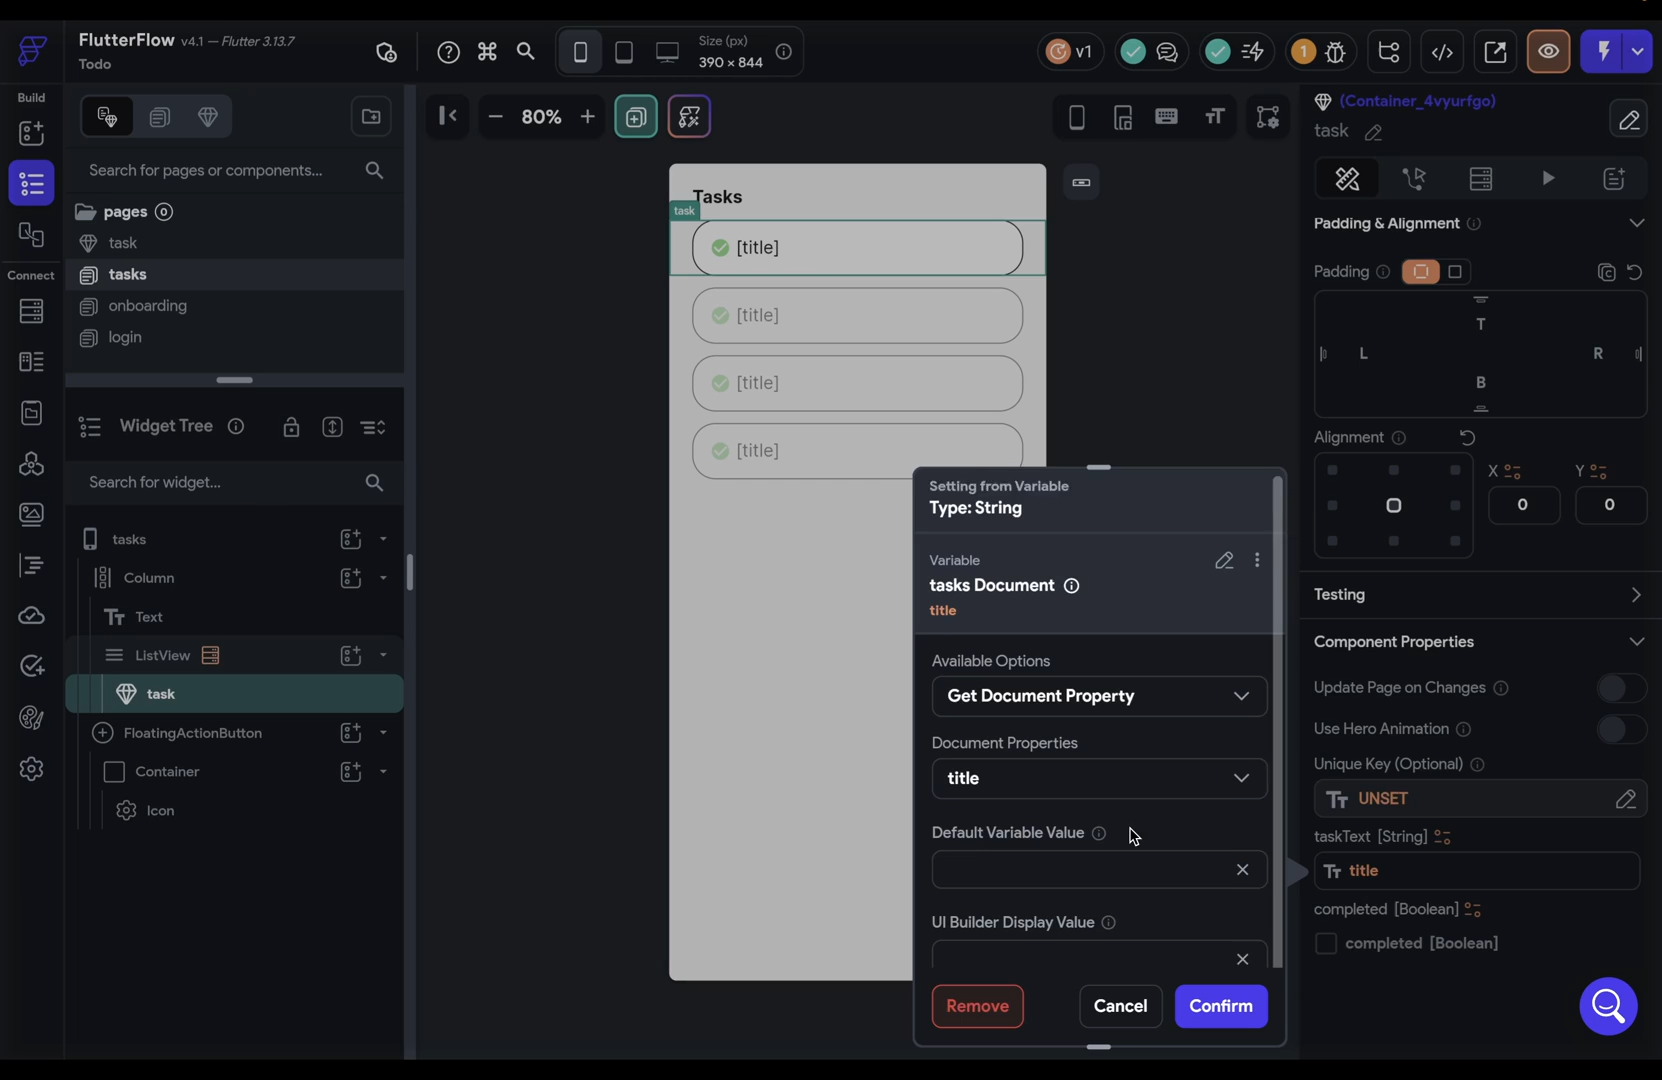 FlutterFlow v4.1 — Flutter 3.13.7
Todo
Size (px)
390 × 844
v1
1
Build
Connect
Search for pages or components...
pages 0
task
tasks
onboarding
login
Widget Tree
Search for widget...
tasks
Column
Text
ListView
task
FloatingActionButton
Container
Icon
80%
Tasks
task
[title]
[title]
[title]
[title]
Setting from Variable
Type: String
Variable
tasks Document
title
Available Options
Get Document Property
Document Properties
title
Default Variable Value
UI Builder Display Value
Remove
Cancel
Confirm
(Container_4vyurfgo)
task
Padding & Alignment
Padding
T
L
R
B
Alignment
X
Y
0
0
Testing
Component Properties
Update Page on Changes
Use Hero Animation
Unique Key (Optional)
Tт UNSET
taskText [String]
Tт title
completed [Boolean]
completed [Boolean]